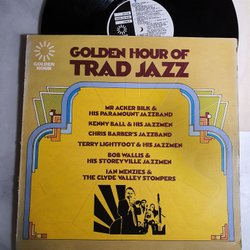 GOLDEN HOUR
GOLDEN HOUR OF
TRAD JAZZ
MR ACKER BILK &
HIS PARAMOUNT JAZZBAND
KENNY BALL & HIS JAZZMEN
CHRIS BARBER'S JAZZBAND
TERRY LIGHTFOOT & HIS JAZZMEN
BOB WALLIS &
HIS STOREYVILLE JAZZMEN
IAN MENZIES &
THE CLYDE VALLEY STOMPERS